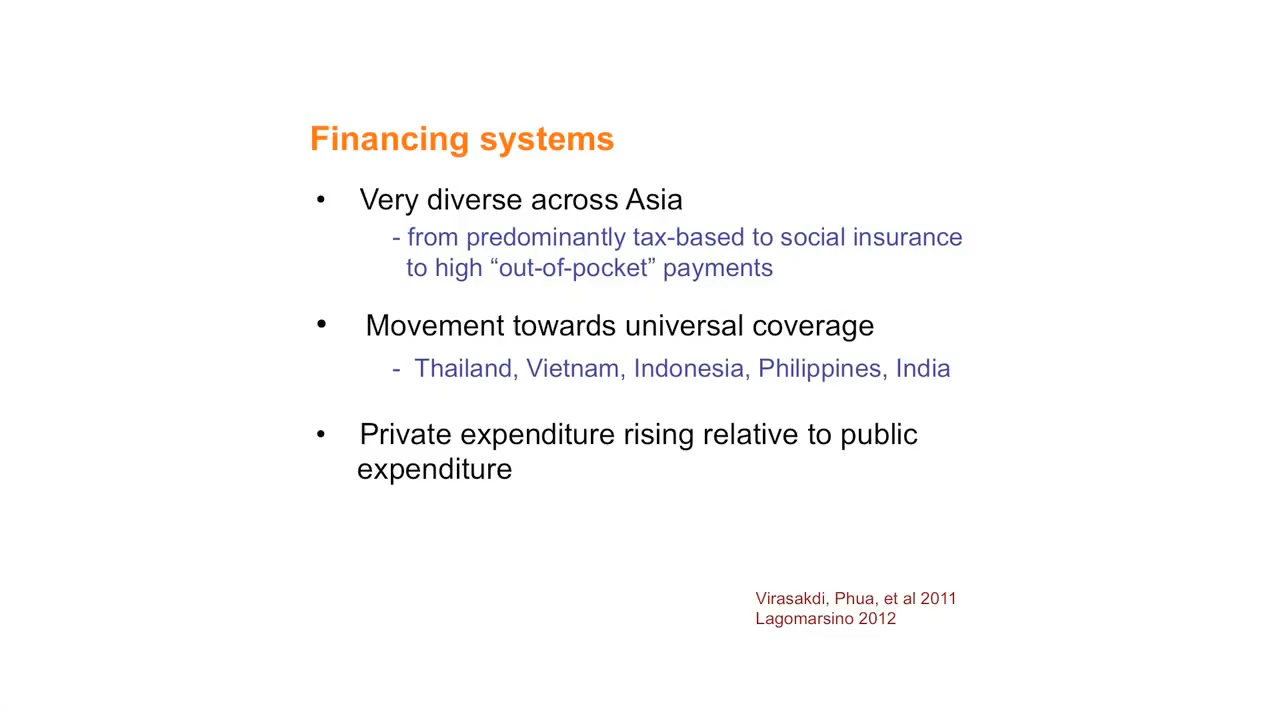 Financing systems
• Very diverse across Asia
- from predominantly tax-based to social insurance
to high “out-of-pocket” payments
• Movement towards universal coverage
- Thailand, Vietnam, Indonesia, Philippines, India
• Private expenditure rising relative to public
expenditure
Virasakdi, Phua, et al 2011
Lagomarsino 2012